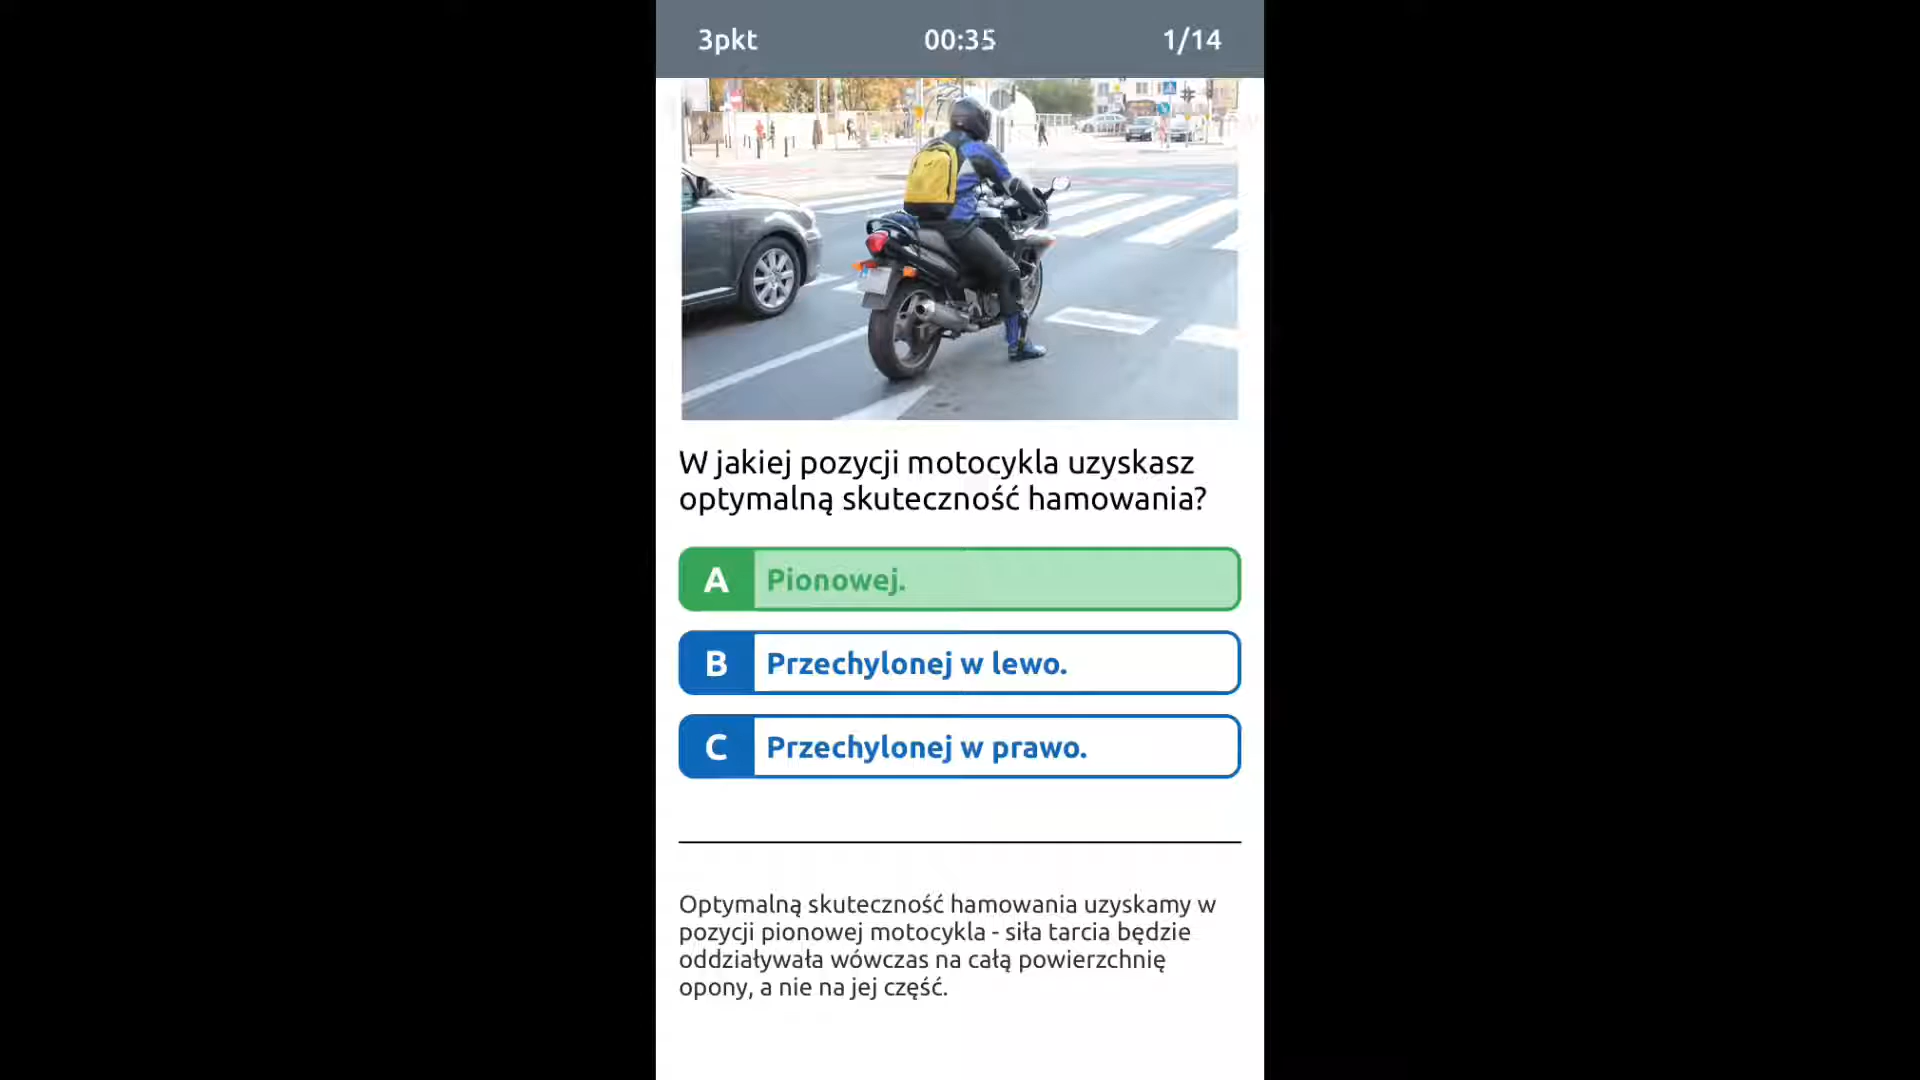 3pkt 00:35 1/14
W jakiej pozycji motocykla uzyskasz
optymalną skuteczność hamowania?
A Pionowej.
B Przechylonej w lewo.
C Przechylonej w prawo.
Optymalną skuteczność hamowania uzyskamy w
pozycji pionowej motocykla - siła tarcia będzie
oddziaływała wówczas na całą powierzchnię
opony, a nie na jej część.